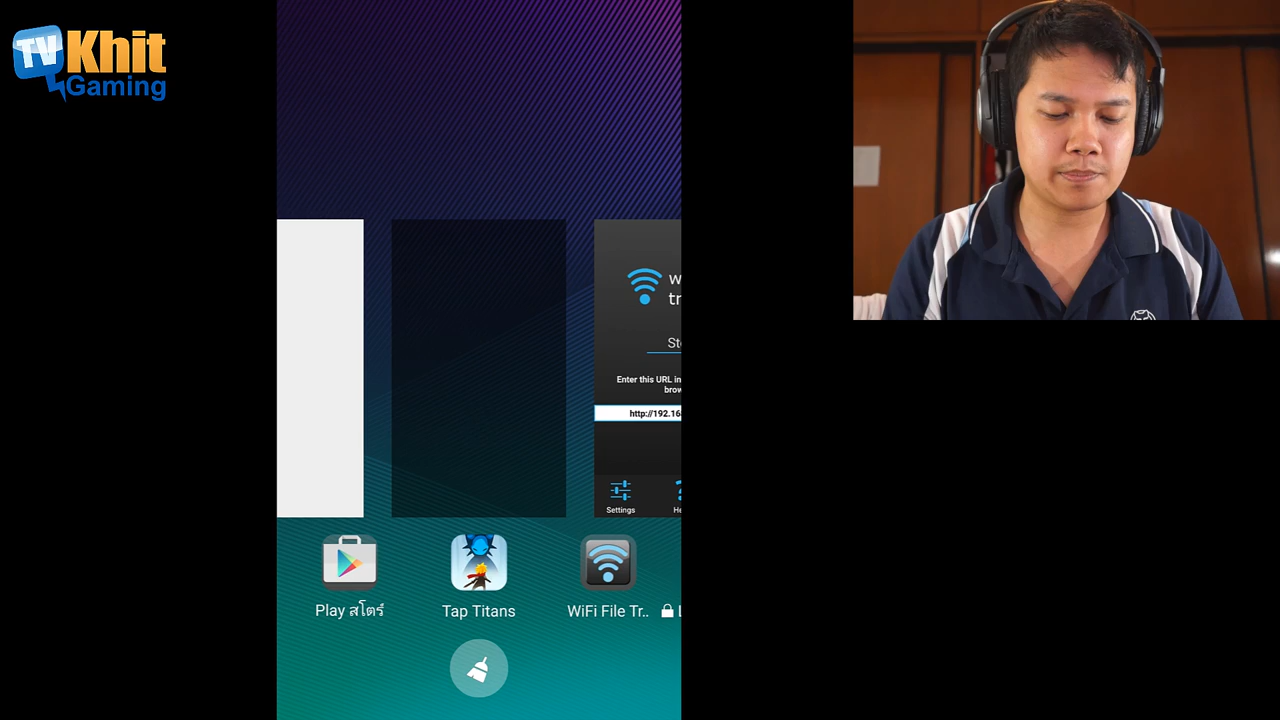 TV Khit
Gaming
Enter this URL in
http://192.16
Settings
Play สโตร์
Tap Titans
WiFi File Tr..